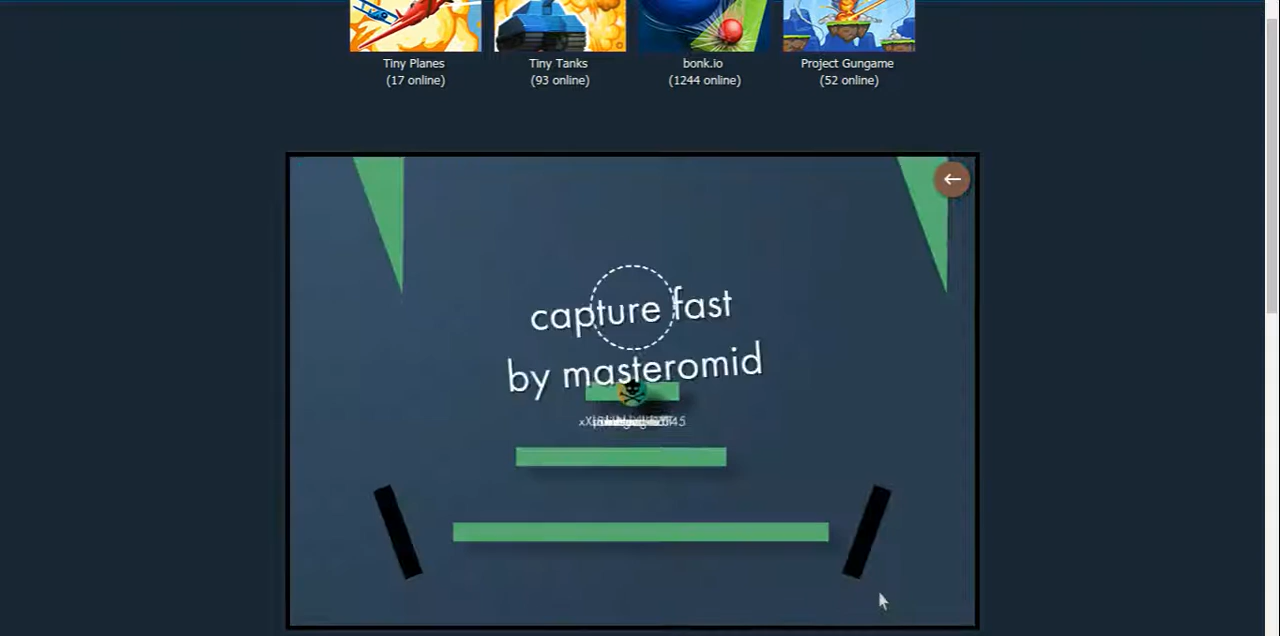 Tiny Planes
(17 online)
Tiny Tanks
(93 online)
bonk.io
(1244 online)
Project Gungame
(52 online)
capture fast
by masteromid